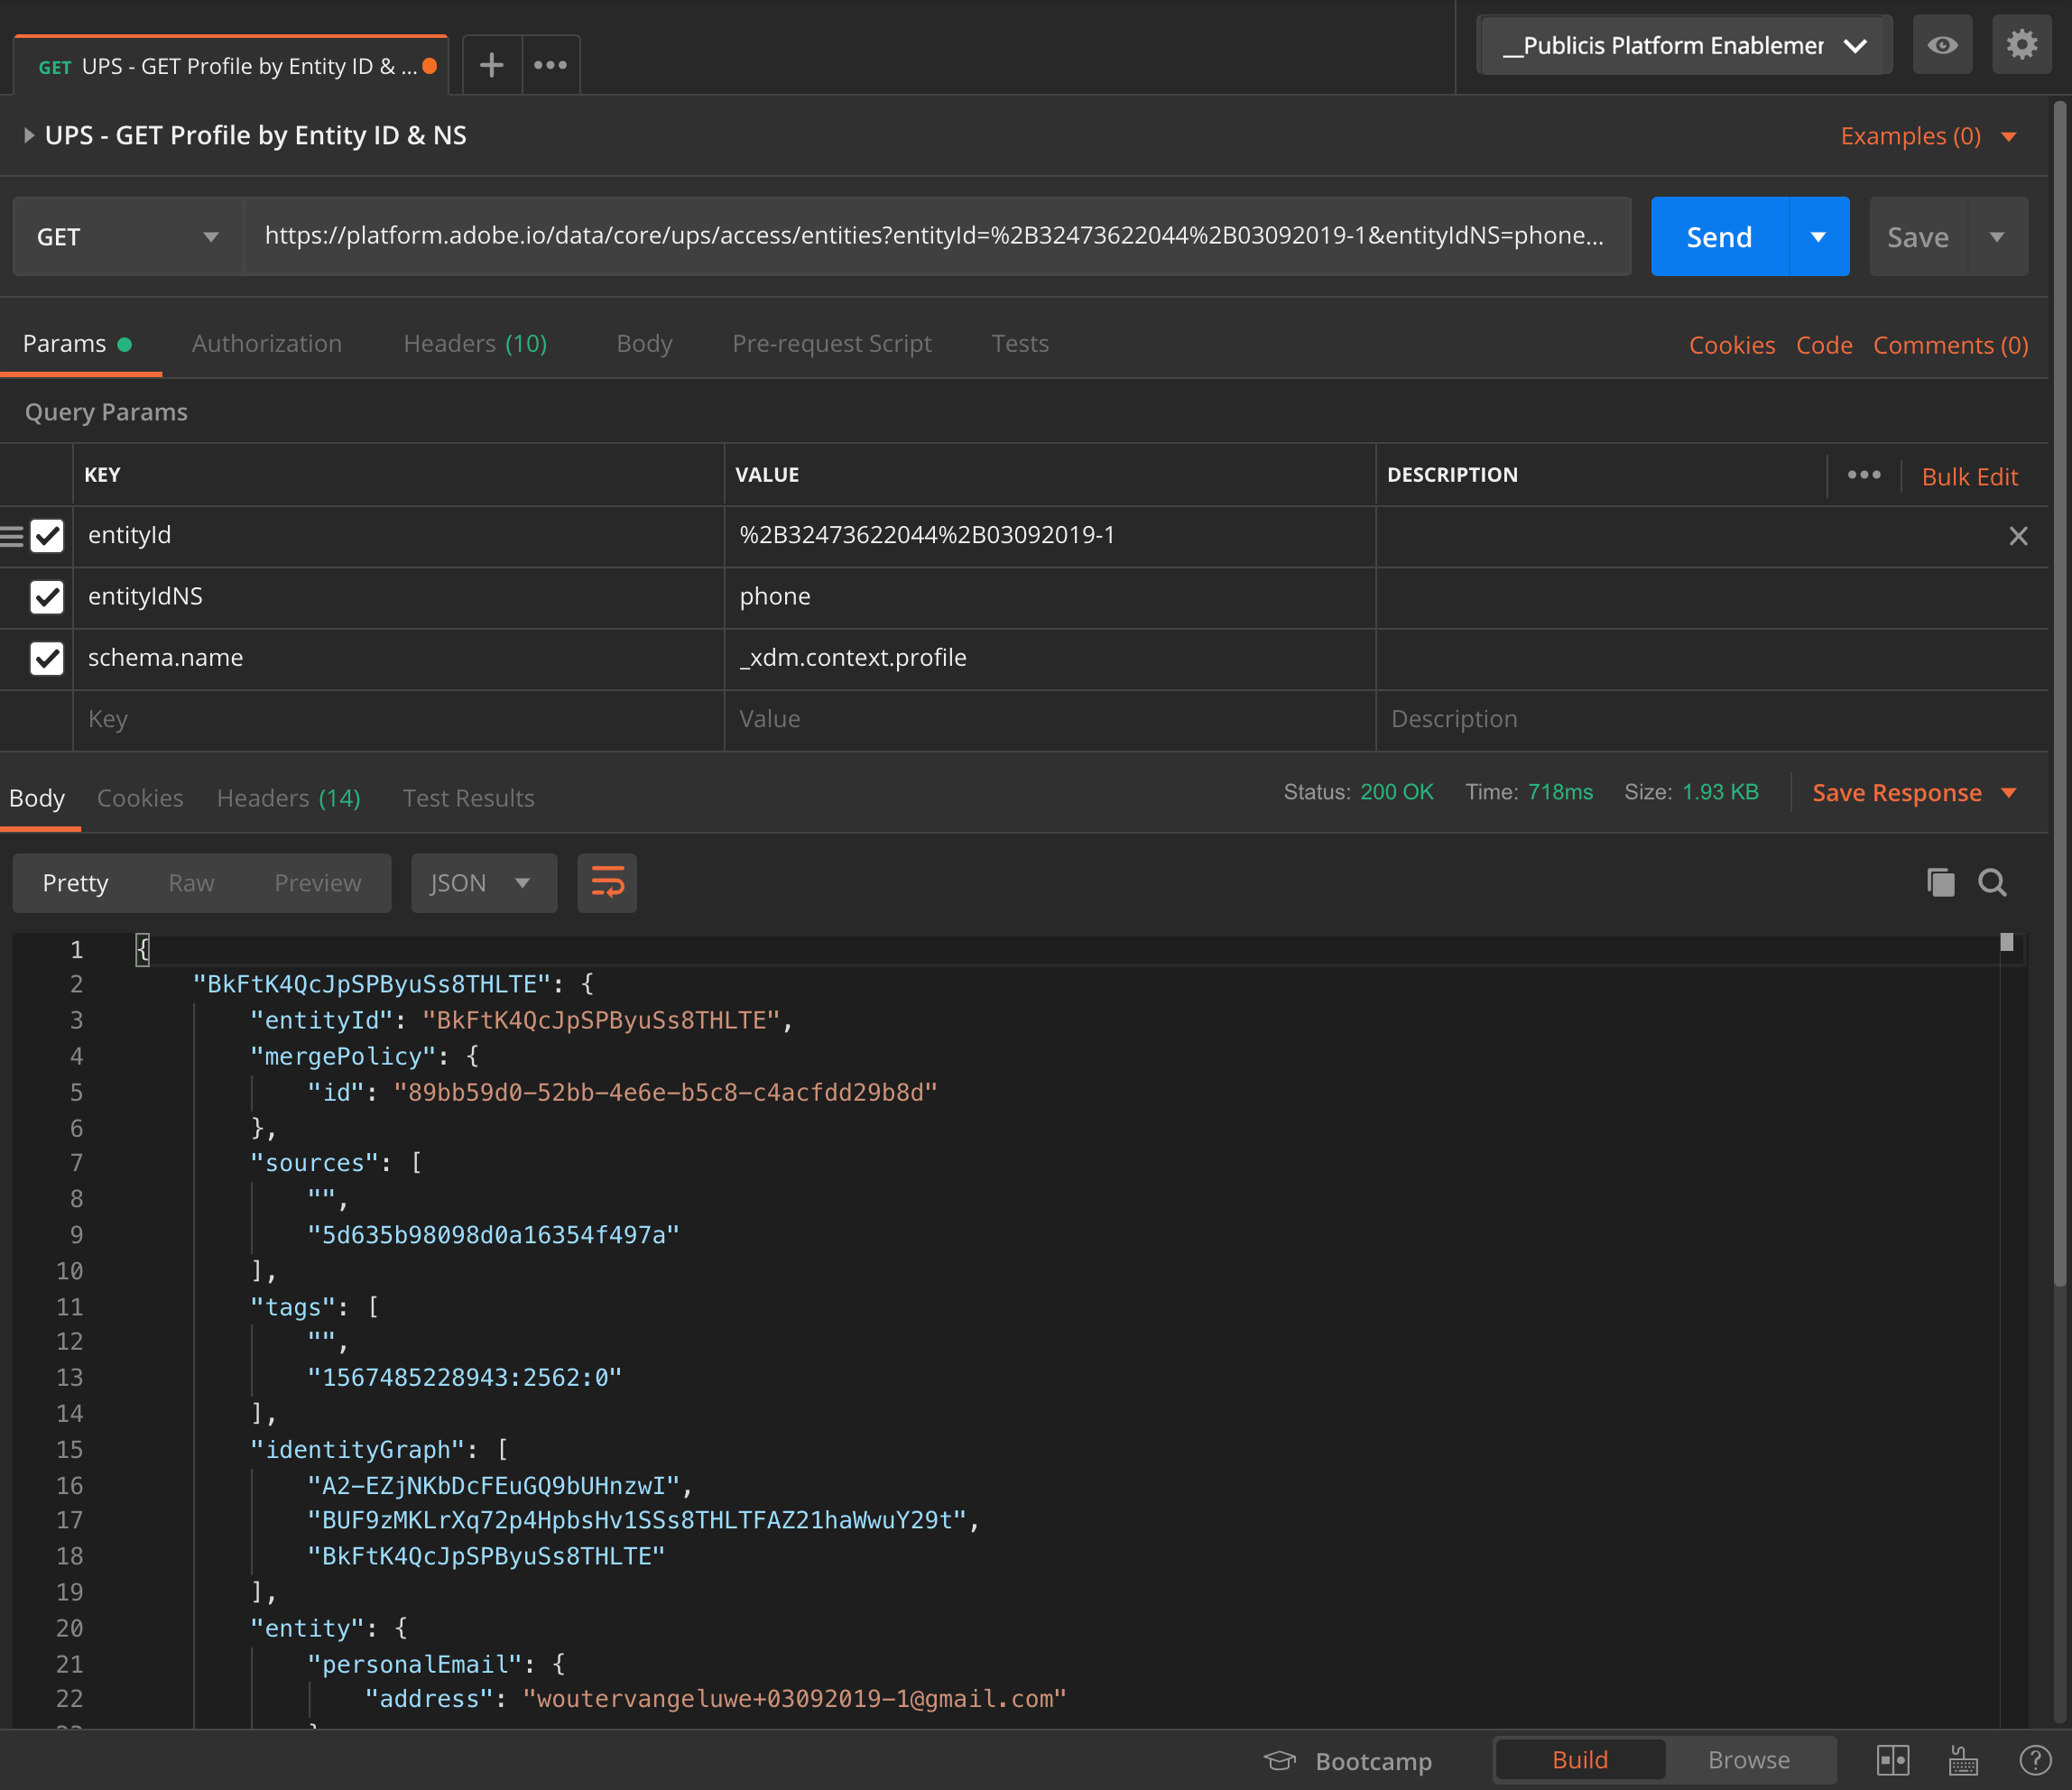 GET UPS - GET Profile by Entity ID & ...
__Publicis Platform Enablemer
UPS - GET Profile by Entity ID & NS
Examples (0)
GET
https://platform.adobe.io/data/core/ups/access/entities?entityId=%2B32473622044%2B03092019-1&entityIdNS=phone...
Send
Save
Params
Authorization
Headers (10)
Body
Pre-request Script
Tests
Cookies
Code
Comments (0)
Query Params
KEY
VALUE
DESCRIPTION
Bulk Edit
entityId
%2B32473622044%2B03092019-1
entityIdNS
phone
schema.name
_xdm.context.profile
Key
Value
Description
Body
Cookies
Headers (14)
Test Results
Status: 200 OK
Time: 718ms
Size: 1.93 KB
Save Response
Pretty
Raw
Preview
JSON
1 {
2 "BkFtK4QcJpSPByuSs8THLTE": {
3 "entityId": "BkFtK4QcJpSPByuSs8THLTE",
4 "mergePolicy": {
5 "id": "89bb59d0-52bb-4e6e-b5c8-c4acfdd29b8d"
6 },
7 "sources": [
8 "",
9 "5d635b98098d0a16354f497a"
10 ],
11 "tags": [
12 "",
13 "1567485228943:2562:0"
14 ],
15 "identityGraph": [
16 "A2-EZjNKbDcFEuGQ9bUHnzwI",
17 "BUF9zMKLrXq72p4HpbsHv1SSs8THLTFAZ21haWwuY29t",
18 "BkFtK4QcJpSPByuSs8THLTE"
19 ],
20 "entity": {
21 "personalEmail": {
22 "address": "woutervangeluwe+03092019-1@gmail.com"
Bootcamp
Build
Browse